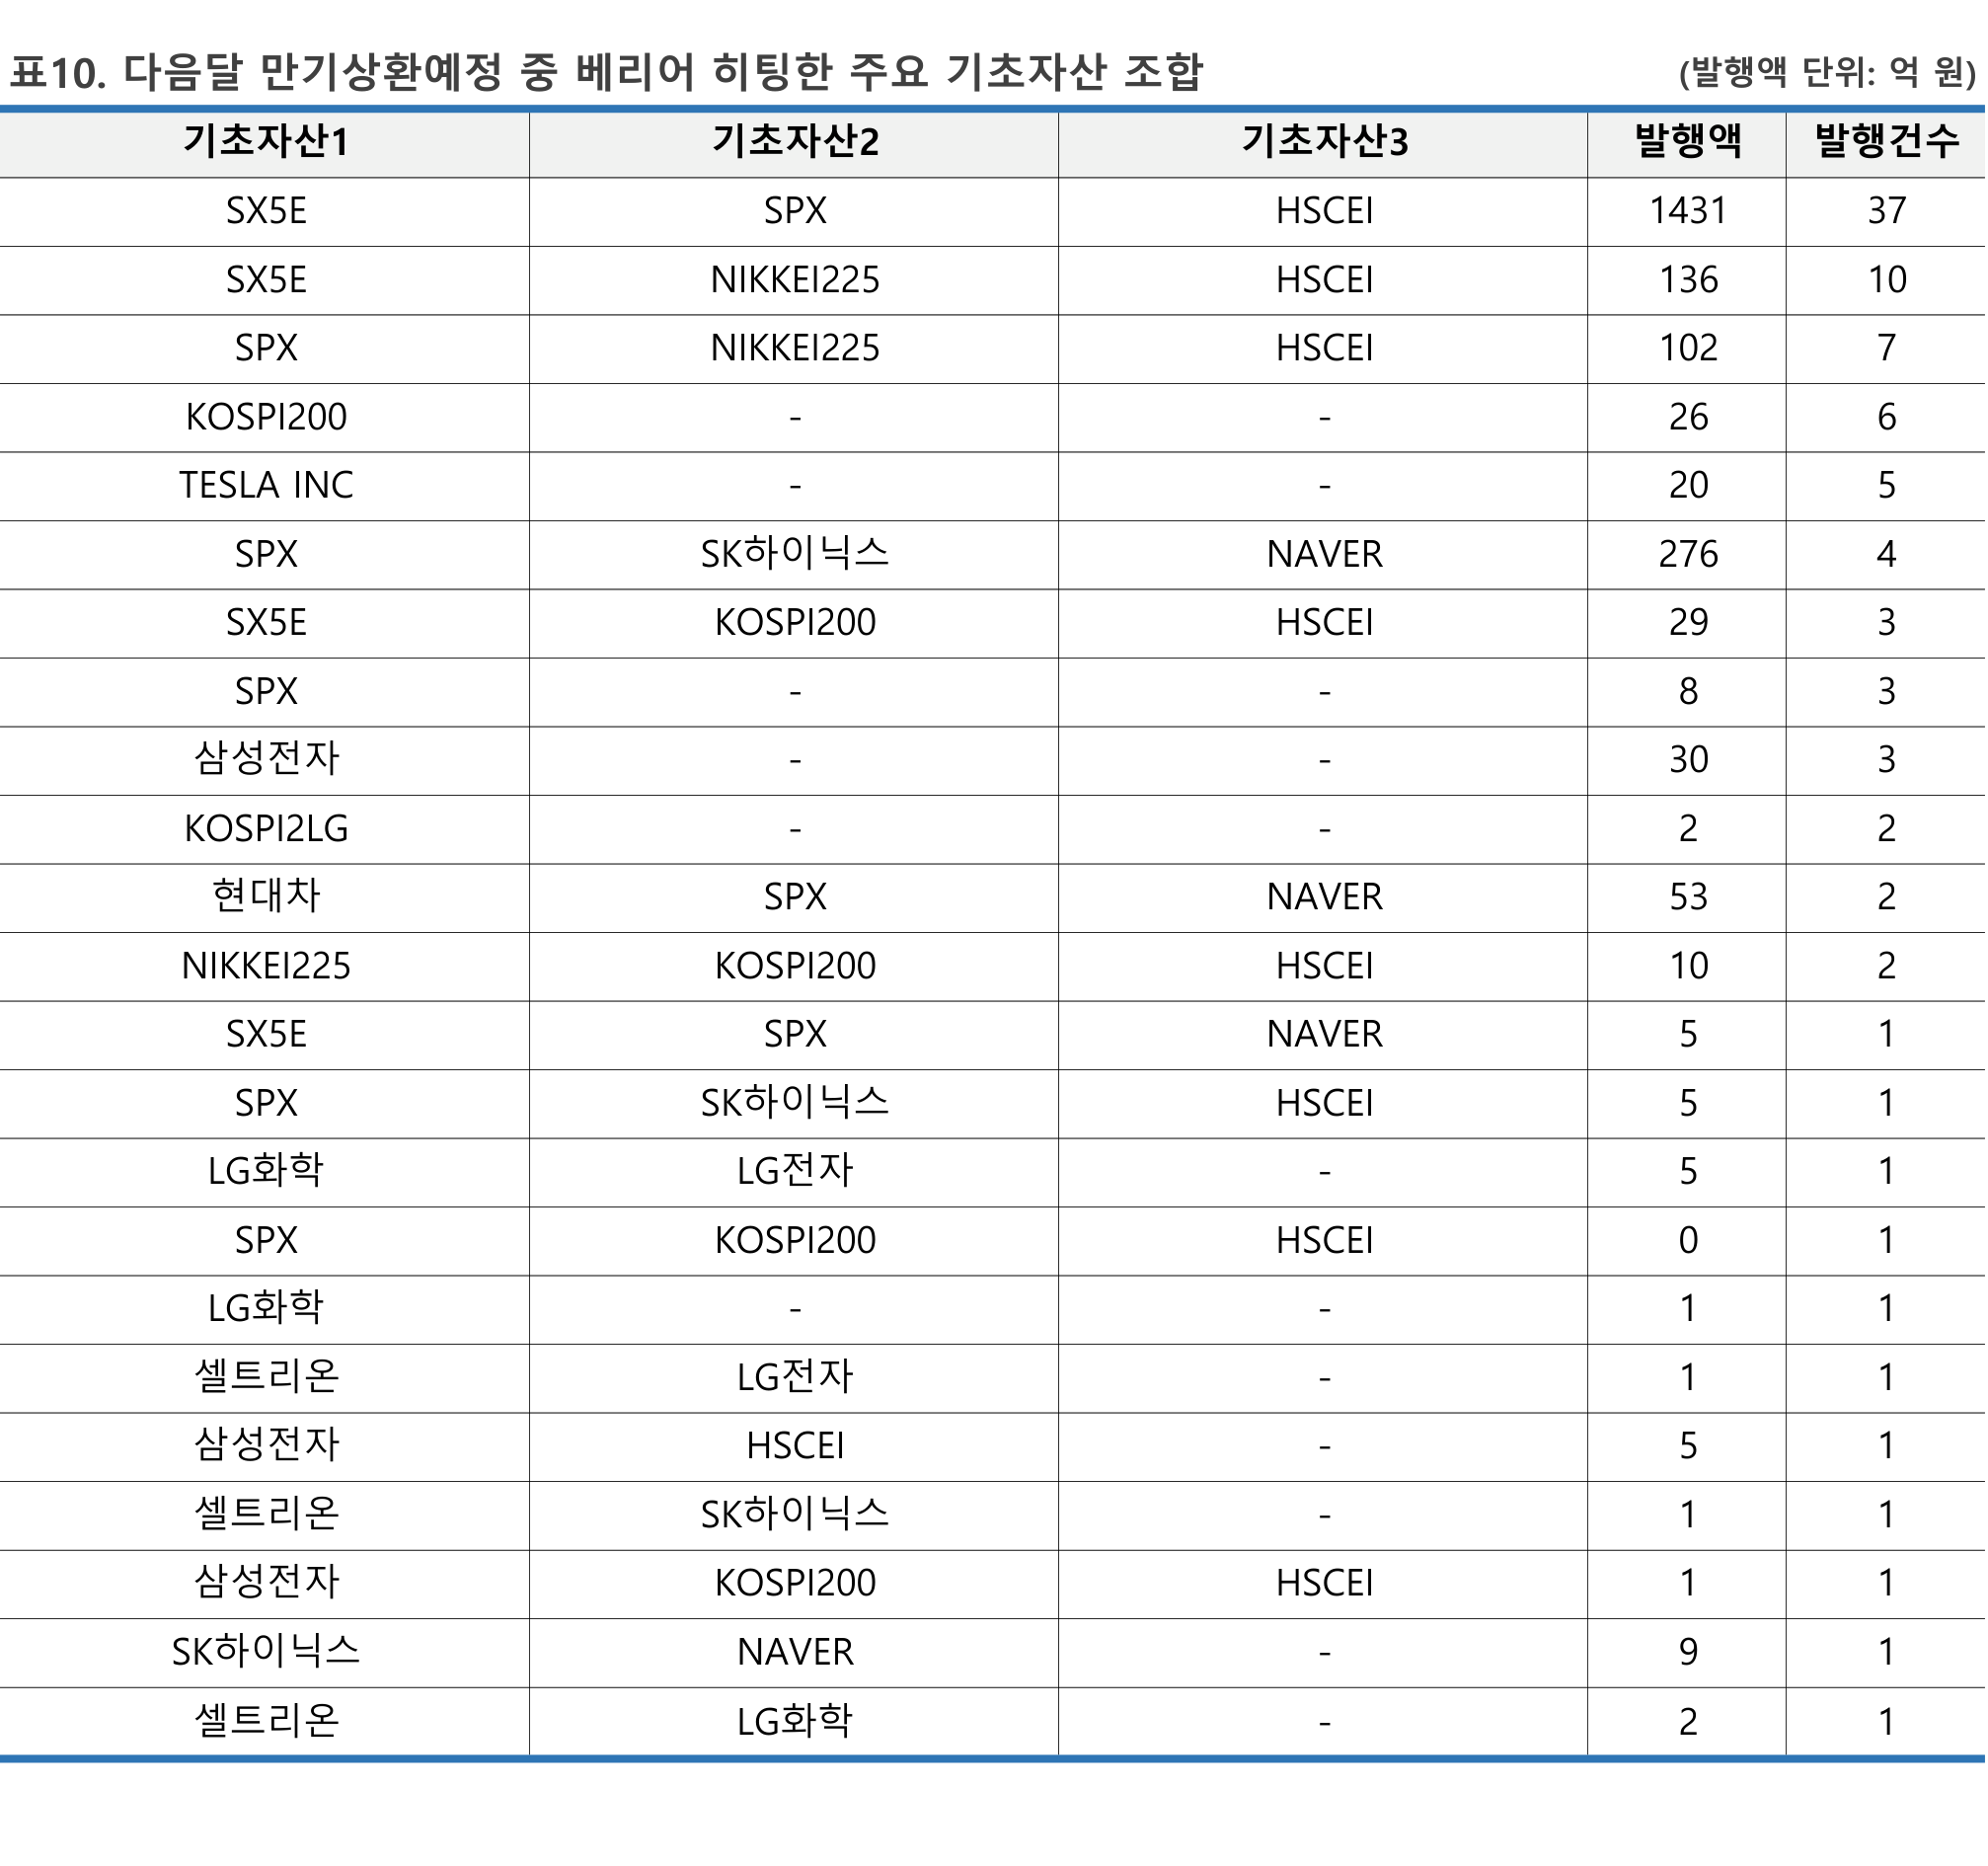 표10. 다음달 만기상환예정 중 베리어 히팅한 주요 기초자산 조합 (발행액 단위: 억 원)
기초자산1 기초자산2 기초자산3 발행액 발행건수
SX5E SPX HSCEI 1431 37
SX5E NIKKEI225 HSCEI 136 10
SPX NIKKEI225 HSCEI 102 7
KOSPI200 - - 26 6
TESLA INC - - 20 5
SPX SK하이닉스 NAVER 276 4
SX5E KOSPI200 HSCEI 29 3
SPX - - 8 3
삼성전자 - - 30 3
KOSPI2LG - - 2 2
현대차 SPX NAVER 53 2
NIKKEI225 KOSPI200 HSCEI 10 2
SX5E SPX NAVER 5 1
SPX SK하이닉스 HSCEI 5 1
LG화학 LG전자 - 5 1
SPX KOSPI200 HSCEI 0 1
LG화학 - - 1 1
셀트리온 LG전자 - 1 1
삼성전자 HSCEI - 5 1
셀트리온 SK하이닉스 - 1 1
삼성전자 KOSPI200 HSCEI 1 1
SK하이닉스 NAVER - 9 1
셀트리온 LG화학 - 2 1